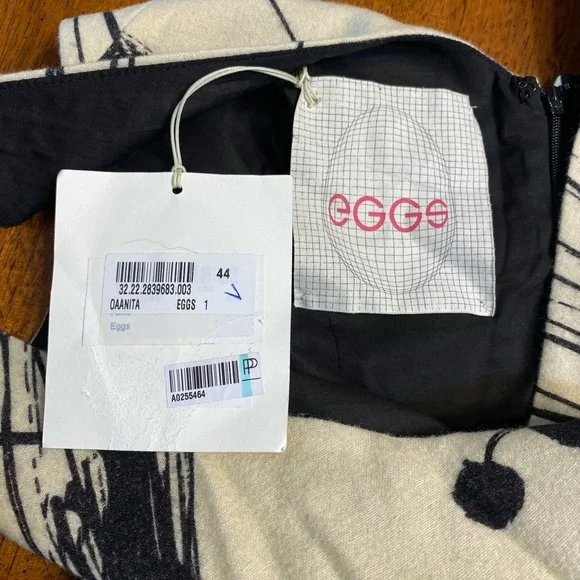 eGGs
44
32.22.2839683.003
OAANITA EGGS 1
Eggs
A0255464